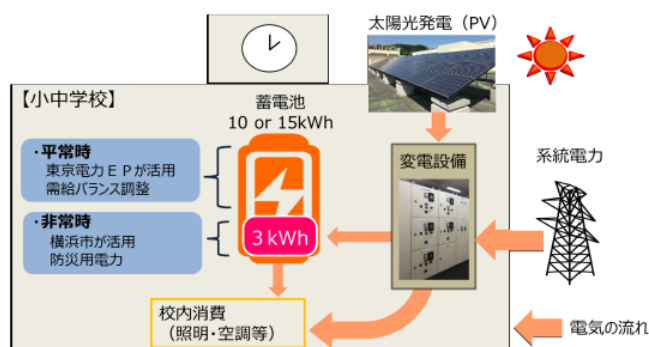 太陽光発電（PV）
【小中学校】
蓄電池
10 or 15kWh
・平常時
東京電力ＥＰが活用
需給バランス調整
変電設備
系統電力
・非常時
横浜市が活用
防災用電力
３kWh
校内消費
（照明・空調等）
電気の流れ